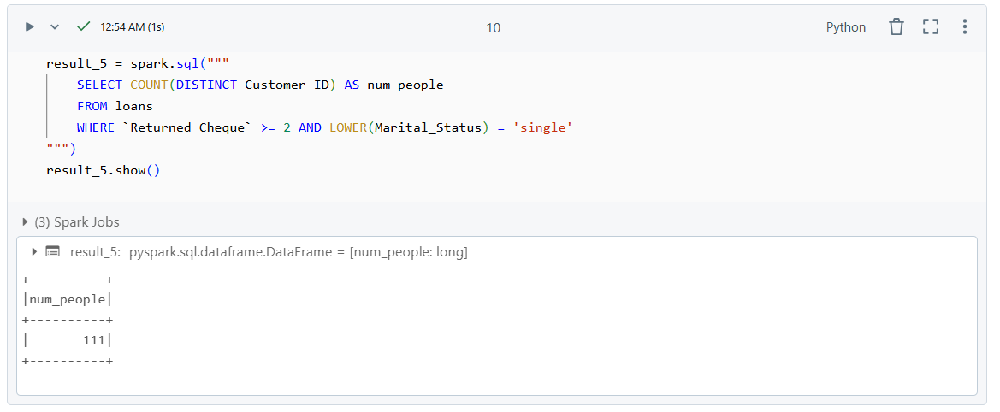 12:54 AM (1s)
10
Python
result_5 = spark.sql("""
SELECT COUNT(DISTINCT Customer_ID) AS num_people
FROM loans
WHERE `Returned Cheque` >= 2 AND LOWER(Marital_Status) = 'single'
""")
result_5.show()
(3) Spark Jobs
result_5: pyspark.sql.dataframe.DataFrame = [num_people: long]
+----------+
|num_people|
+----------+
|       111|
+----------+